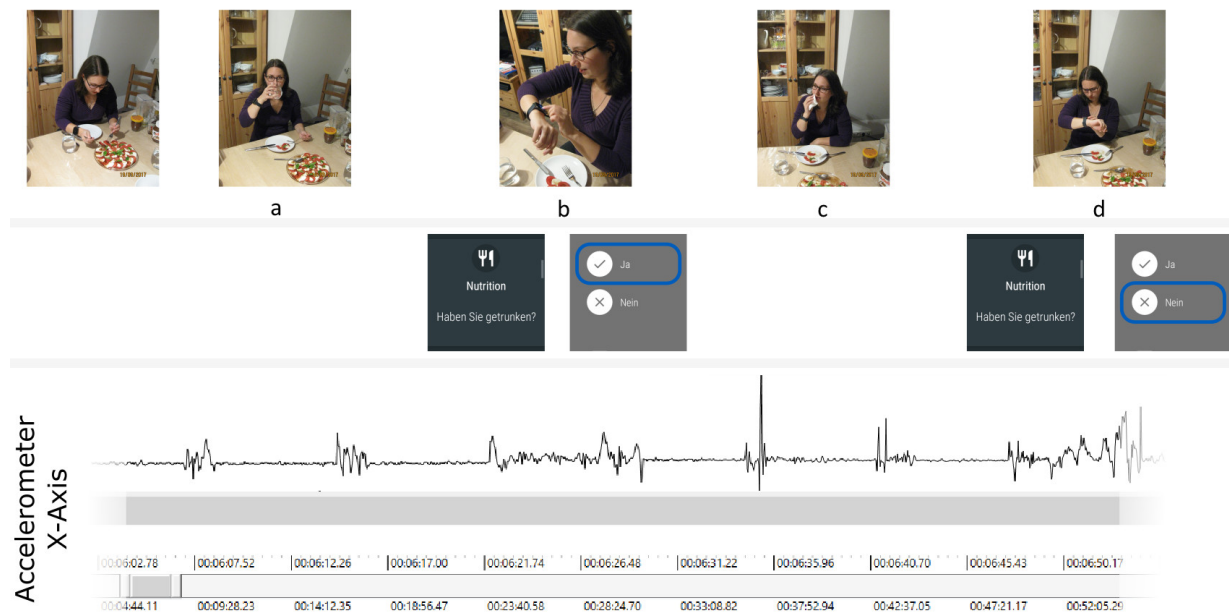 a
b
c
d
Nutrition
Haben Sie getrunken?
Ja
Nein
Nutrition
Haben Sie getrunken?
Ja
Nein
Accelerometer
X-Axis
00:06:02.78 00:06:07.52 00:06:12.26 00:06:17.00 00:06:21.74 00:06:26.48 00:06:31.22 00:06:35.96 00:06:40.70 00:06:45.43 00:06:50.17
00:04:44.11 00:09:28.23 00:14:12.35 00:18:56.47 00:23:40.58 00:28:24.70 00:33:08.82 00:37:52.94 00:42:37.05 00:47:21.17 00:52:05.29